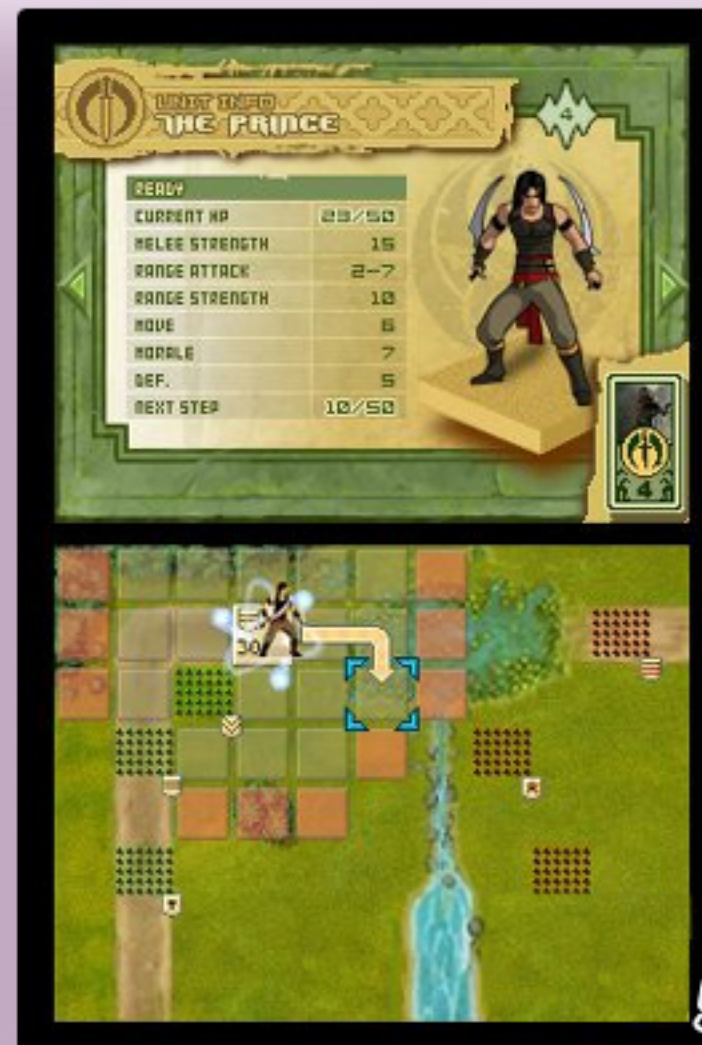 UNIT INFO
THE PRINCE
4
READY
CURRENT HP 23/50
MELEE STRENGTH 15
RANGE ATTACK 2-7
RANGE STRENGTH 10
MOVE 6
MORALE 7
DEF. 5
NEXT STEP 10/50
4
30